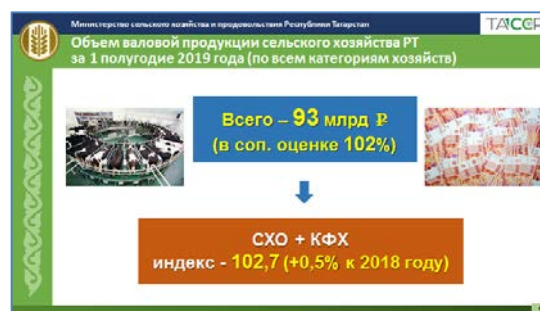 Министерство сельского хозяйства и продовольствия Республики Татарстан
ТАССР
Объем валовой продукции сельского хозяйства РТ
за 1 полугодие 2019 года (по всем категориям хозяйств)
Всего – 93 млрд ₽
(в соп. оценке 102%)
СХО + КФХ
индекс - 102,7 (+0,5% к 2018 году)